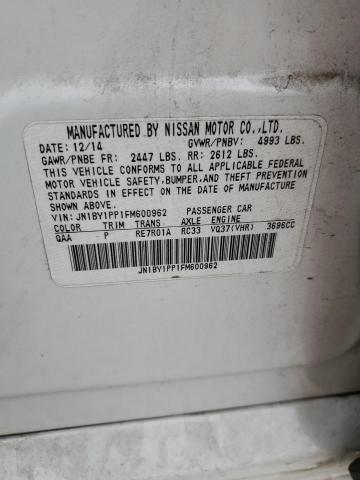 MANUFACTURED BY NISSAN MOTOR CO.,LTD.
DATE: 12/14 GVWR/PNBV: 4993 LBS.
GAWR/PNBE FR: 2447 LBS. RR: 2612 LBS.
THIS VEHICLE CONFORMS TO ALL APPLICABLE FEDERAL
MOTOR VEHICLE SAFETY,BUMPER,AND THEFT PREVENTION
STANDARDS IN EFFECT ON THE DATE OF MANUFACTURE
SHOWN ABOVE.
VIN:JN1BY1PP1FM600962 PASSENGER CAR
COLOR TRIM TRANS AXLE ENGINE
QAA P RE7R01A RC33 VQ37(VHR) 3696CC
JN1BY1PP1FM600962